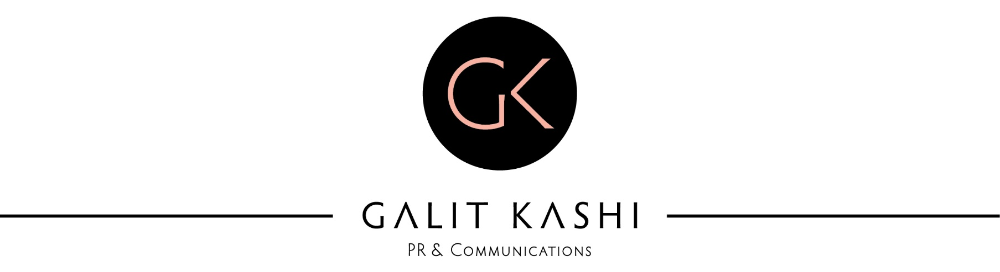 GK
GALIT KASHI
PR & COMMUNICATIONS